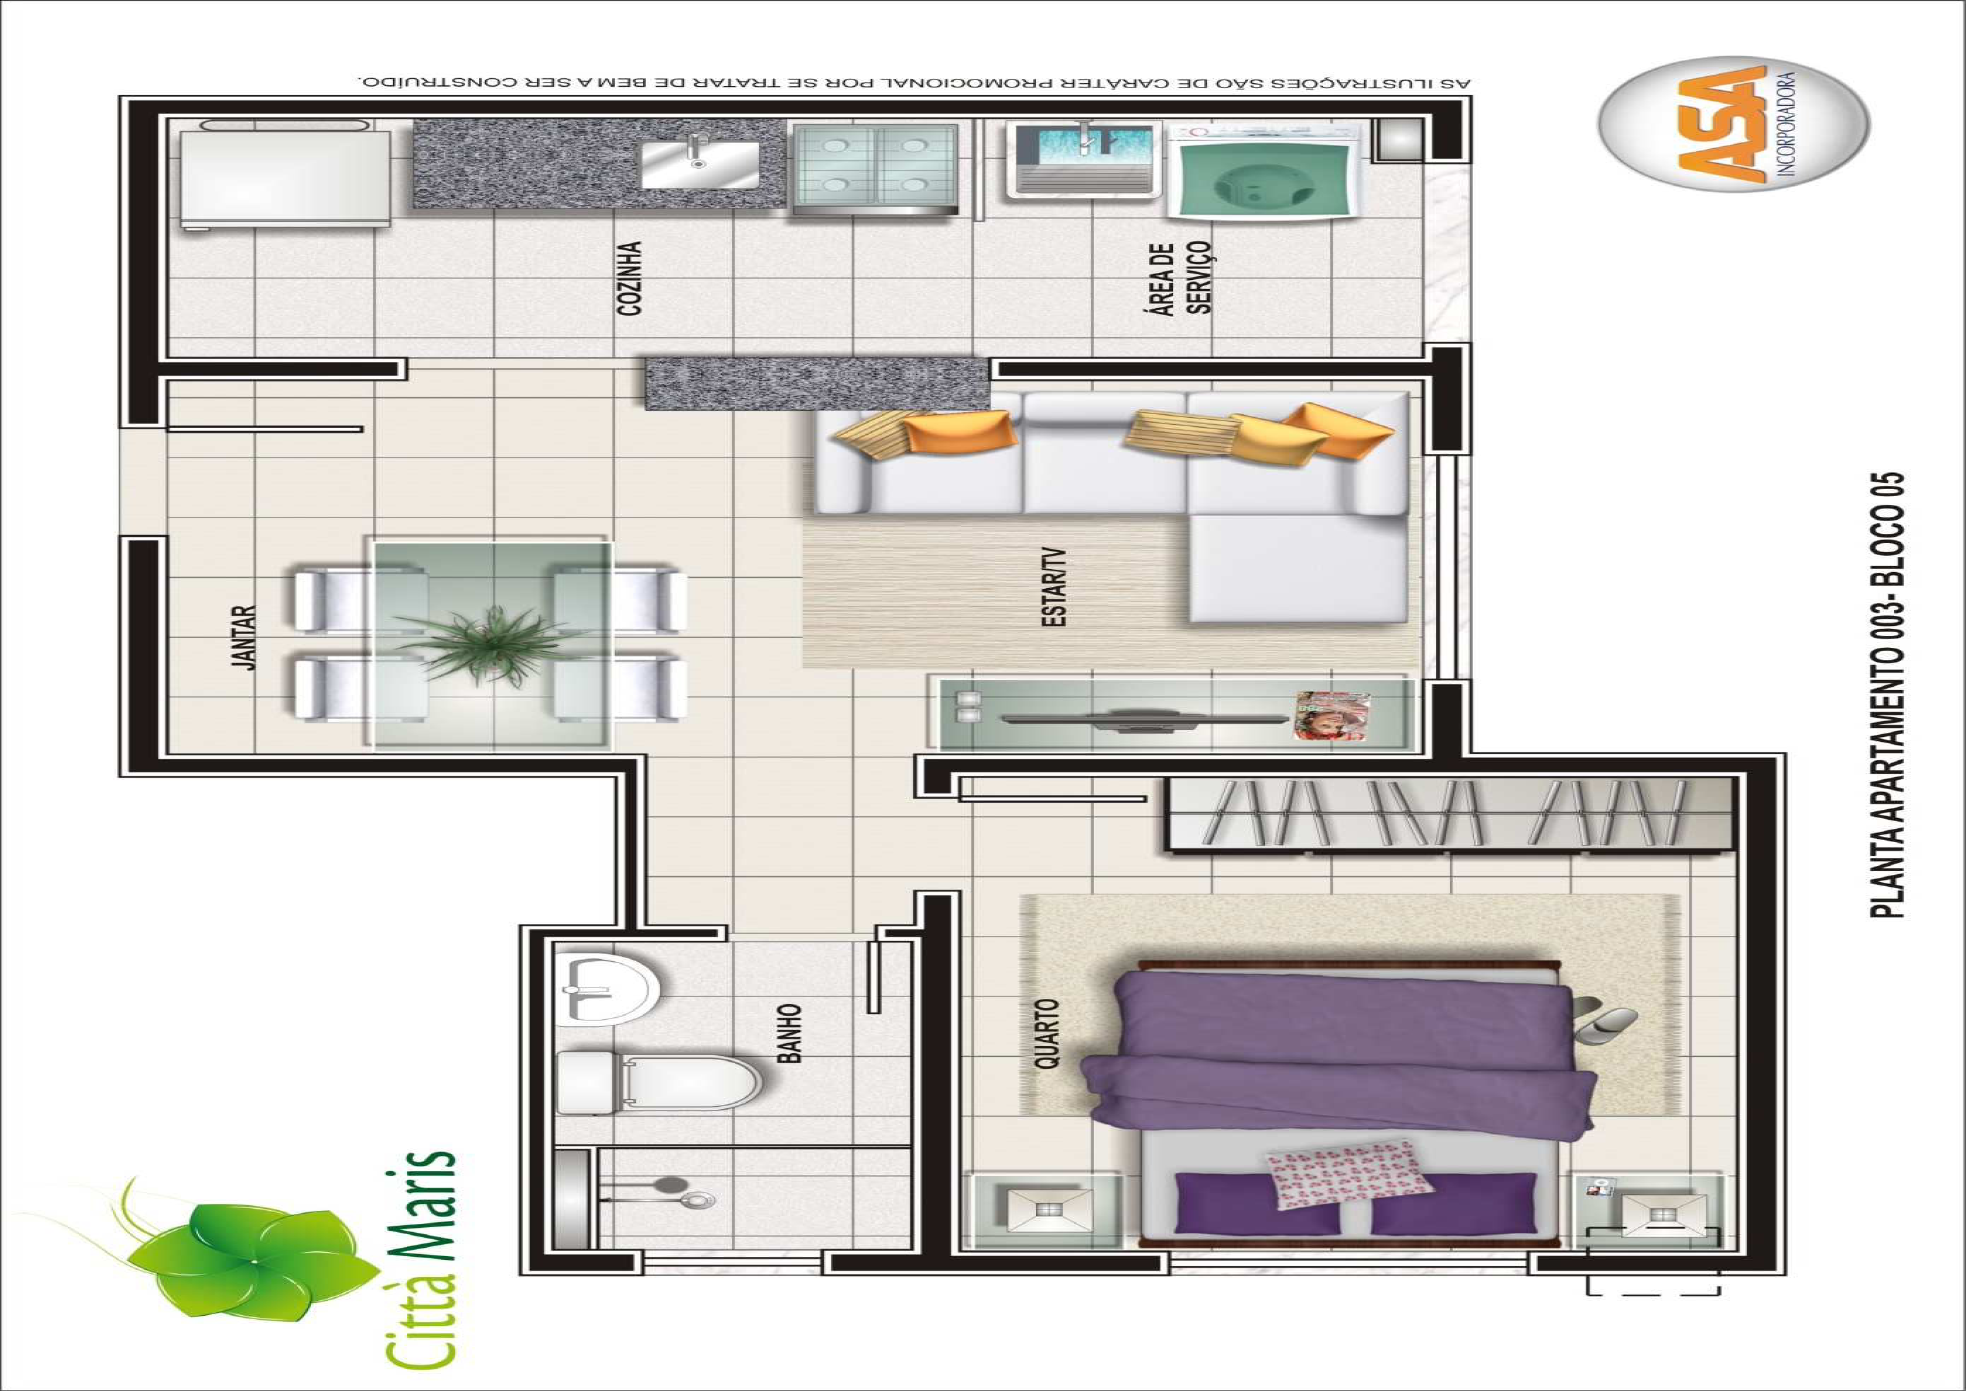 AS ILUSTRAÇÕES SÃO DE CARÁTER PROMOCIONAL POR SE TRATAR DE BEM A SER CONSTRUÍDO.
ASA
INCORPORADORA
COZINHA
ÁREA DE
SERVIÇO
JANTAR
ESTAR/TV
BANHO
QUARTO
PLANTA APARTAMENTO 003- BLOCO 05
Città Maris